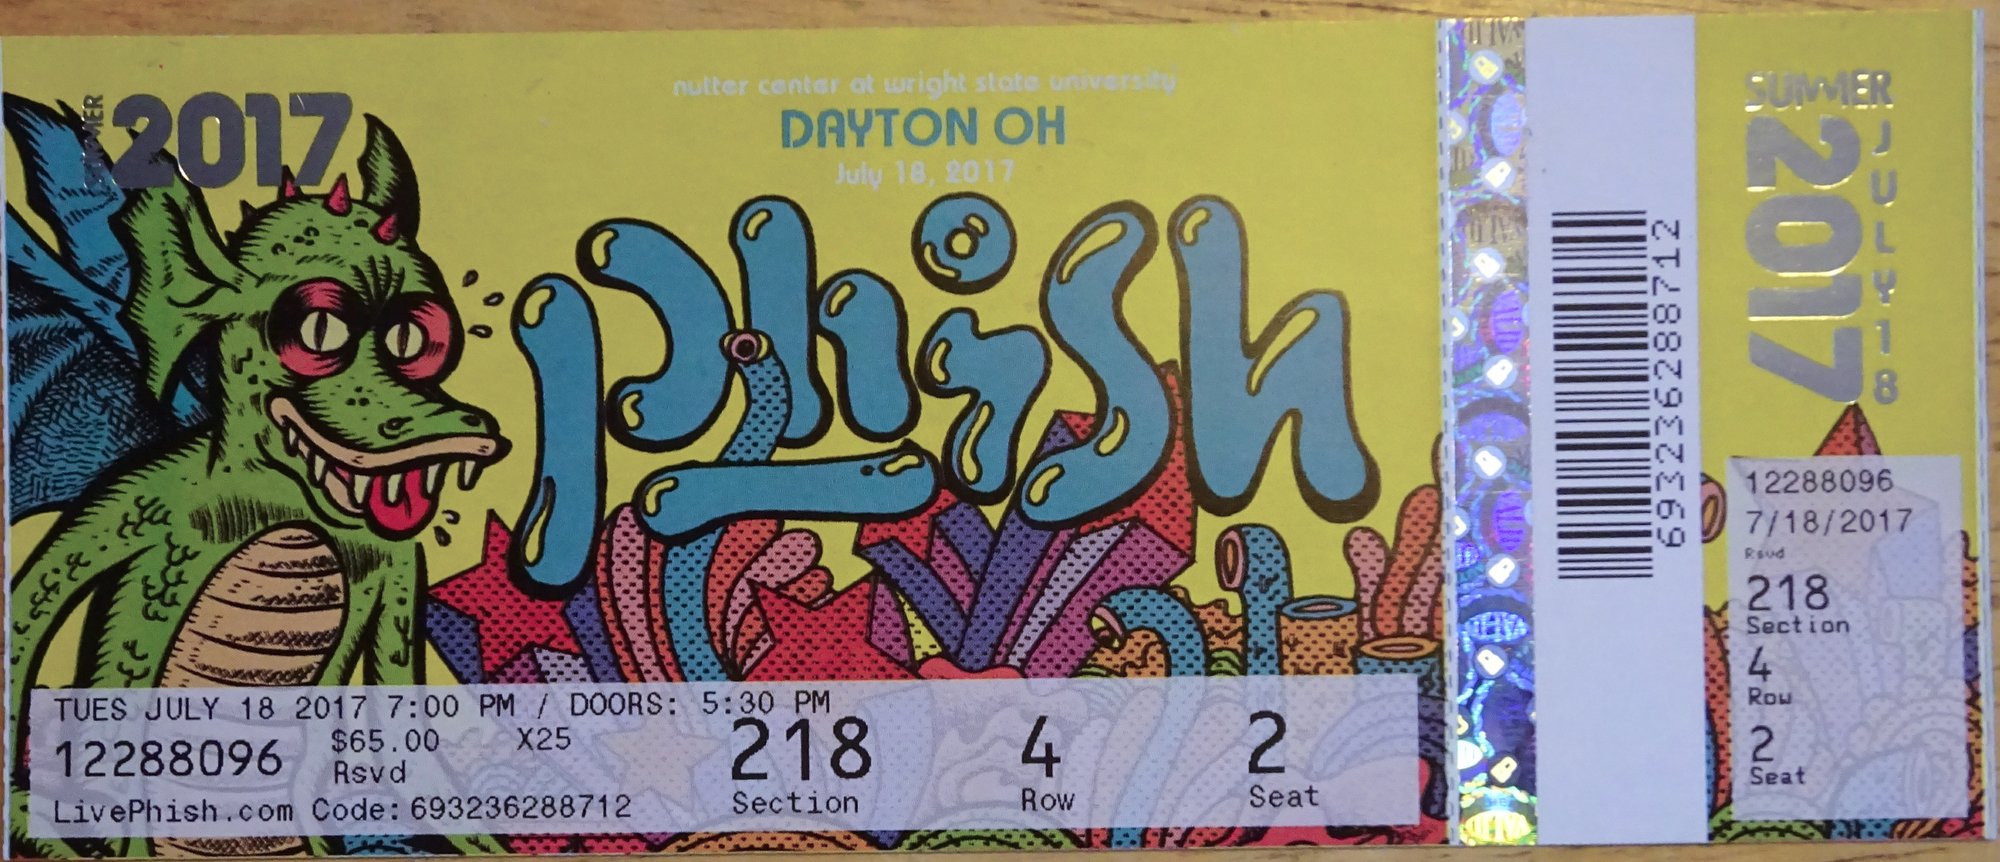 SUMMER
2017
nutter center at wright state university
DAYTON OH
July 18, 2017
Phish
TUES JULY 18 2017 7:00 PM / DOORS: 5:30 PM
12288096 $65.00 X25
Rsvd
218 4 2
Section Row Seat
LivePhish.com Code: 693236288712
693236288712
SUMMER
2017
JULY 18
12288096
7/18/2017
Rsvd
218
Section
4
Row
2
Seat